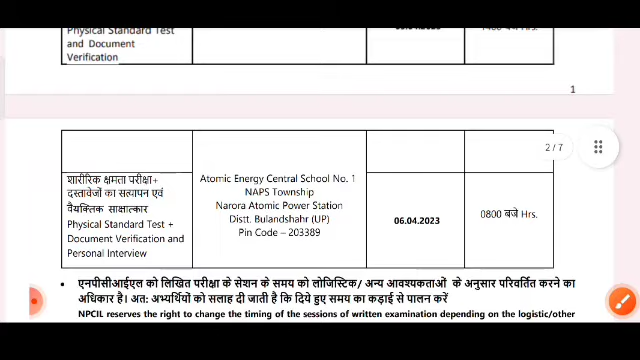 Physical Standard Test
and Document
Verification
1
2/7
शारीरिक क्षमता परीक्षा+
दस्तावेजों का सत्यापन एवं
वैयक्तिक साक्षात्कार
Physical Standard Test +
Document Verification and
Personal Interview
Atomic Energy Central School No. 1
NAPS Township
Narora Atomic Power Station
Distt. Bulandshahr (UP)
Pin Code – 203389
06.04.2023
0800 बजे Hrs.
• एनपीसीआईएल को लिखित परीक्षा के सेशन के समय को लोजिस्टिक/ अन्य आवश्यकताओं के अनुसार परिवर्तित करने का
अधिकार है। अत: अभ्यर्थियों को सलाह दी जाती है कि दिये हुए समय का कड़ाई से पालन करें
NPCIL reserves the right to change the timing of the sessions of written examination depending on the logistic/other